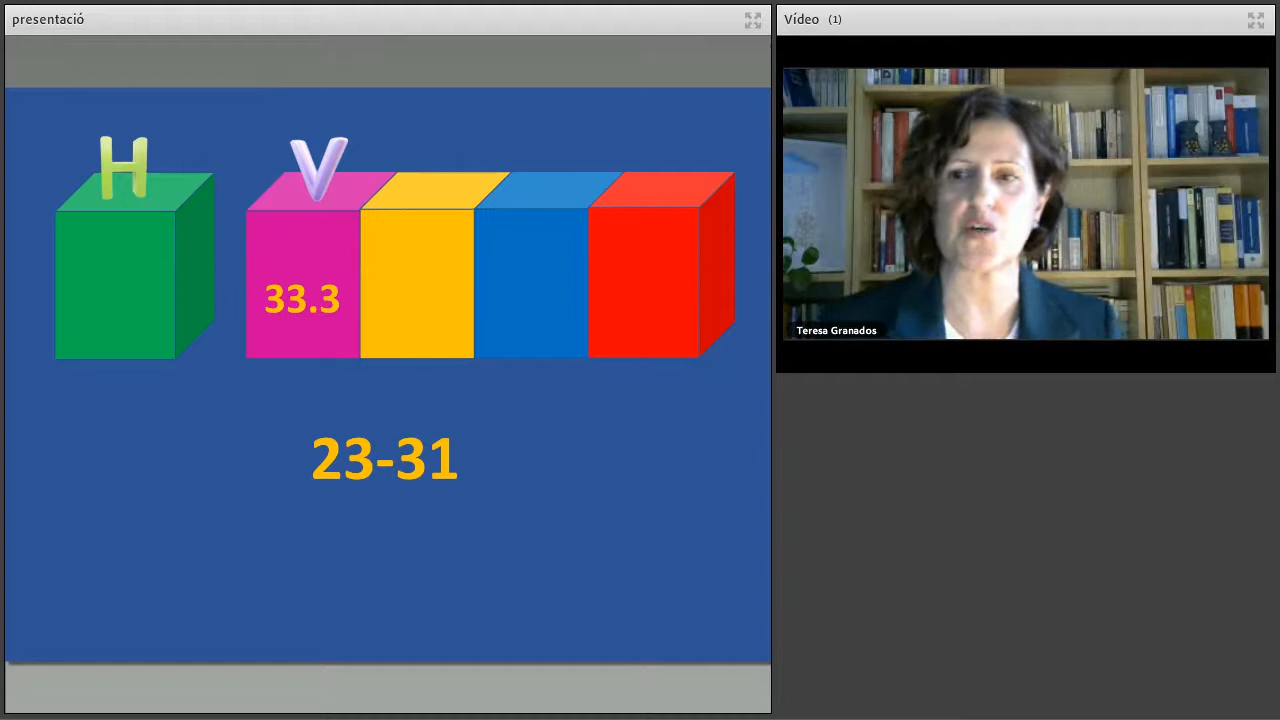 presentació
Vídeo (1)
H
V
33.3
23-31
Teresa Granados